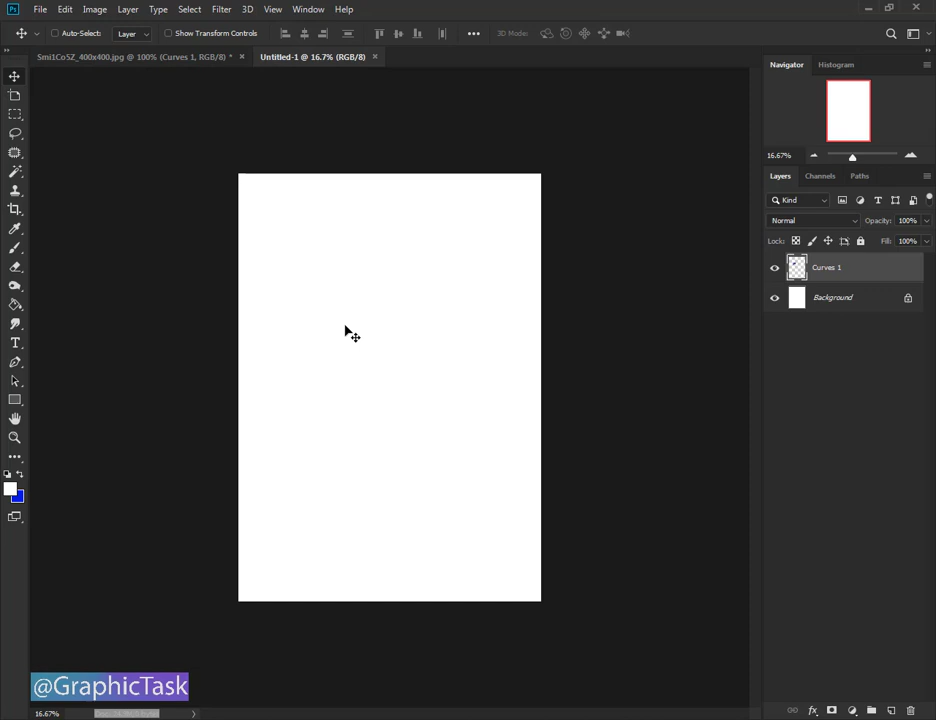 Ps File Edit Image Layer Type Select Filter 3D View Window Help
Auto-Select: Layer Show Transform Controls 3D Mode:
Smi1Co5Z_400x400.jpg @ 100% (Curves 1, RGB/8) * × Untitled-1 @ 16.7% (RGB/8) ×
Navigator Histogram
16.67%
Layers Channels Paths
Kind
Normal Opacity: 100%
Lock: Fill: 100%
Curves 1
Background
@GraphicTask
16.67%